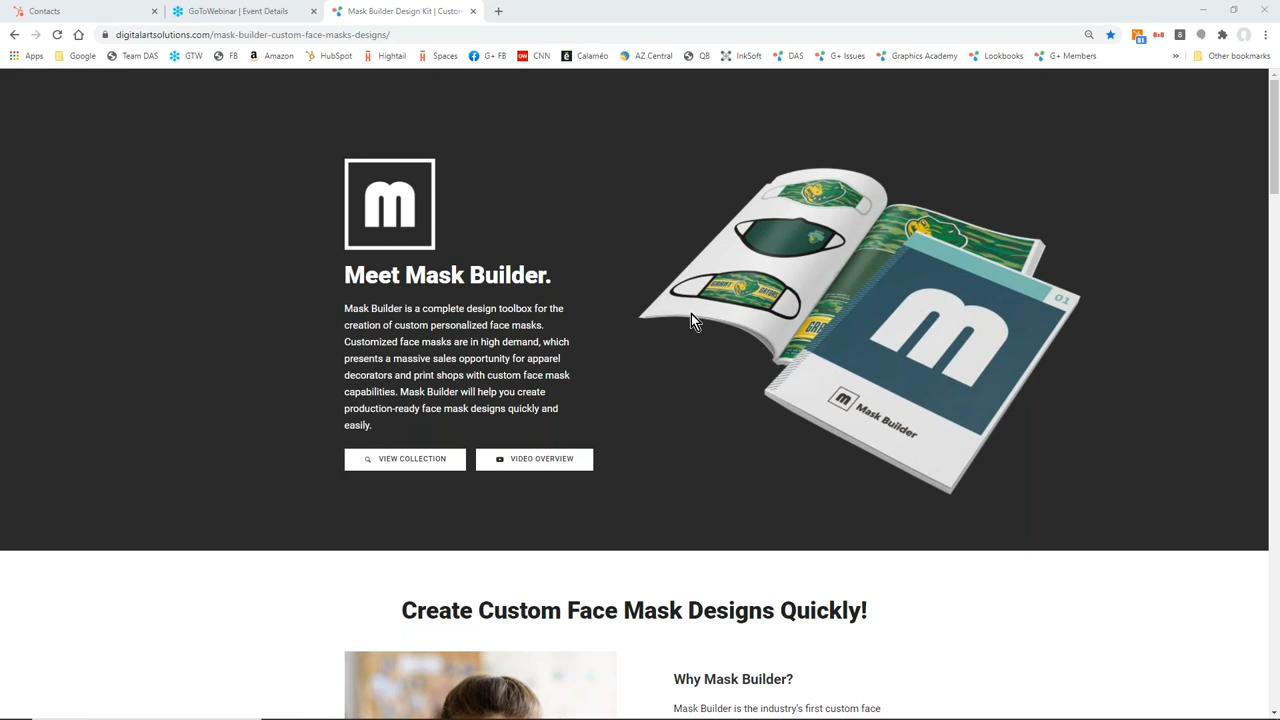 Contacts
GoToWebinar | Event Details
Mask Builder Design Kit | Custom
digitalartsolutions.com/mask-builder-custom-face-masks-designs/
Apps Google Team DAS GTW FB Amazon HubSpot Hightail Spaces G+ FB CNN Calaméo AZ Central QB InkSoft DAS G+ Issues Graphics Academy Lookbooks G+ Members » Other bookmarks
m
Meet Mask Builder.
Mask Builder is a complete design toolbox for the
creation of custom personalized face masks.
Customized face masks are in high demand, which
presents a massive sales opportunity for apparel
decorators and print shops with custom face mask
capabilities. Mask Builder will help you create
production-ready face mask designs quickly and
easily.
VIEW COLLECTION
VIDEO OVERVIEW
GATORS
01
m
m Mask Builder
Create Custom Face Mask Designs Quickly!
Why Mask Builder?
Mask Builder is the industry's first custom face